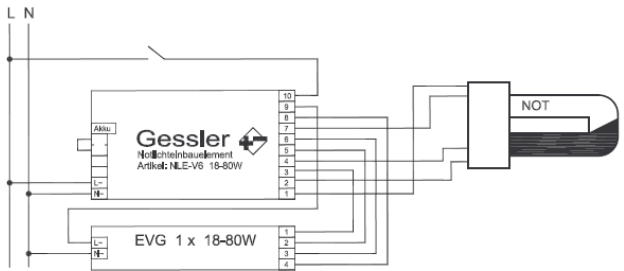 L N
10
9
8
7
6
5
4
3
2
1
Akku
Gessler
Notlichteinbauelement
Artikel: NLE-V6 18-80W
L~
N~
NOT
EVG 1 x 18-80W
L~
N~
1
2
3
4